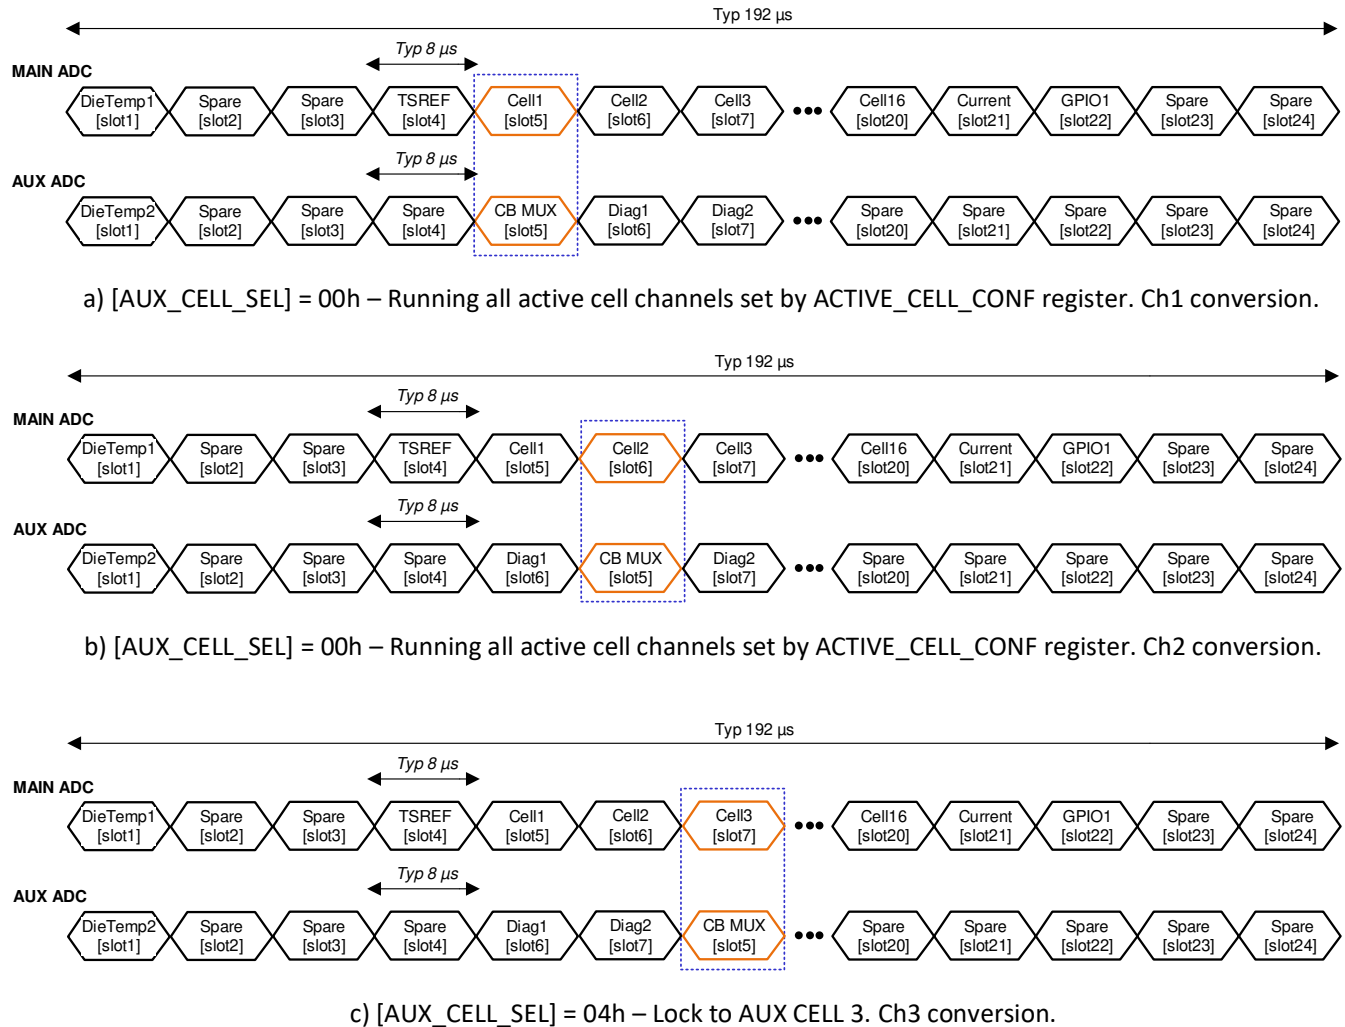 Typ 192 µs
Typ 8 µs
MAIN ADC
DieTemp1 Spare Spare TSREF Cell1 Cell2 Cell3 ••• Cell16 Current GPIO1 Spare Spare
[slot1] [slot2] [slot3] [slot4] [slot5] [slot6] [slot7] [slot20] [slot21] [slot22] [slot23] [slot24]
Typ 8 µs
AUX ADC
DieTemp2 Spare Spare Spare CB MUX Diag1 Diag2 ••• Spare Spare Spare Spare Spare
[slot1] [slot2] [slot3] [slot4] [slot5] [slot6] [slot7] [slot20] [slot21] [slot22] [slot23] [slot24]
a) [AUX_CELL_SEL] = 00h – Running all active cell channels set by ACTIVE_CELL_CONF register. Ch1 conversion.
Typ 192 µs
Typ 8 µs
MAIN ADC
DieTemp1 Spare Spare TSREF Cell1 Cell2 Cell3 ••• Cell16 Current GPIO1 Spare Spare
[slot1] [slot2] [slot3] [slot4] [slot5] [slot6] [slot7] [slot20] [slot21] [slot22] [slot23] [slot24]
Typ 8 µs
AUX ADC
DieTemp2 Spare Spare Spare Diag1 CB MUX Diag2 ••• Spare Spare Spare Spare Spare
[slot1] [slot2] [slot3] [slot4] [slot6] [slot5] [slot7] [slot20] [slot21] [slot22] [slot23] [slot24]
b) [AUX_CELL_SEL] = 00h – Running all active cell channels set by ACTIVE_CELL_CONF register. Ch2 conversion.
Typ 192 µs
Typ 8 µs
MAIN ADC
DieTemp1 Spare Spare TSREF Cell1 Cell2 Cell3 ••• Cell16 Current GPIO1 Spare Spare
[slot1] [slot2] [slot3] [slot4] [slot5] [slot6] [slot7] [slot20] [slot21] [slot22] [slot23] [slot24]
Typ 8 µs
AUX ADC
DieTemp2 Spare Spare Spare Diag1 Diag2 CB MUX ••• Spare Spare Spare Spare Spare
[slot1] [slot2] [slot3] [slot4] [slot6] [slot7] [slot5] [slot20] [slot21] [slot22] [slot23] [slot24]
c) [AUX_CELL_SEL] = 04h – Lock to AUX CELL 3. Ch3 conversion.